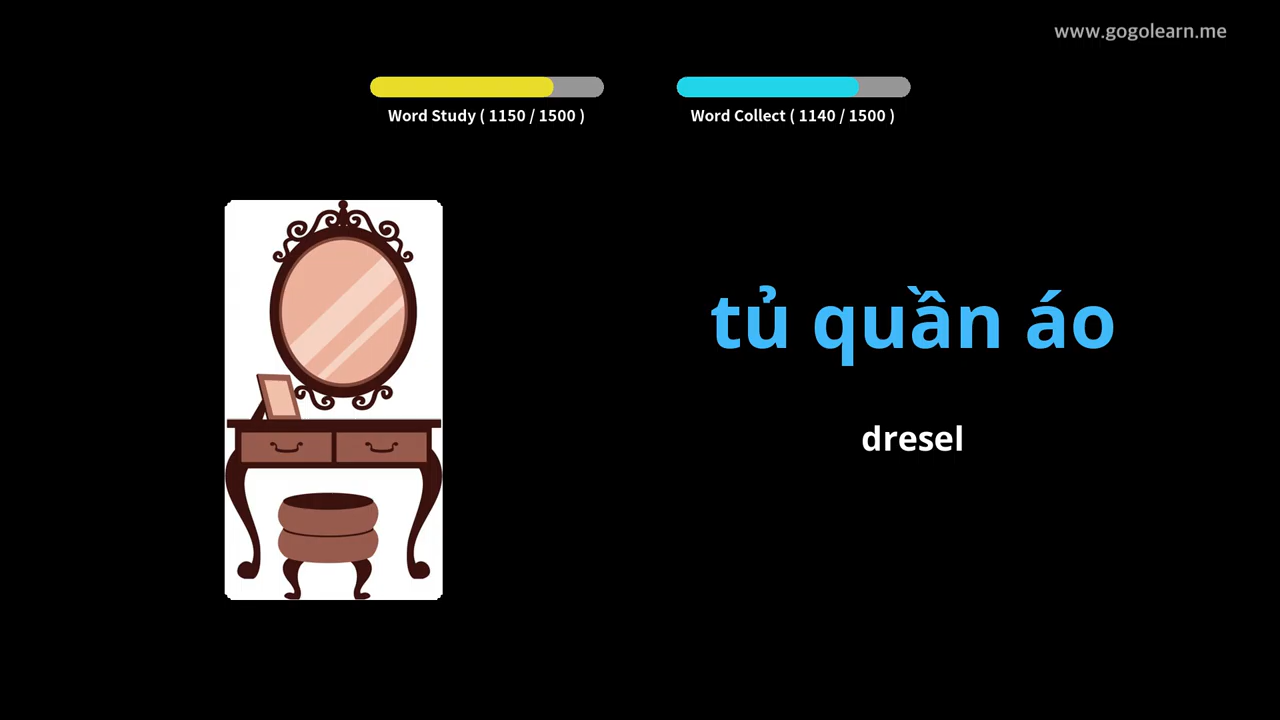 www.gogolearn.me
Word Study ( 1150 / 1500 )
Word Collect ( 1140 / 1500 )
tủ quần áo
dresel